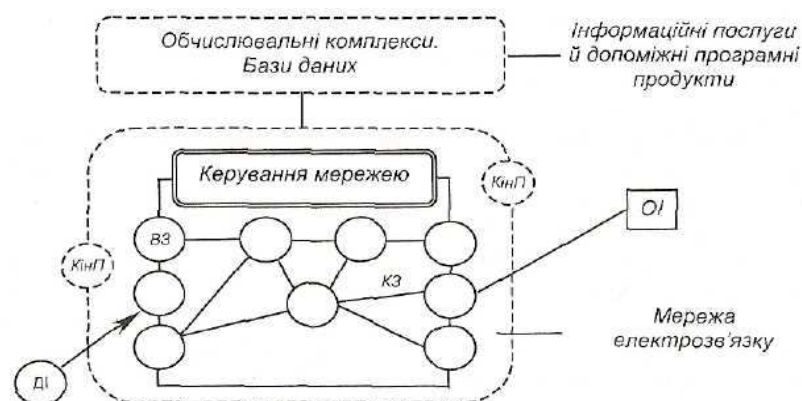 Обчислювальні комплекси.
Бази даних
Інформаційні послуги
й допоміжні програмні
продукти
Керування мережею
КінП
ОІ
ВЗ
КінП
КЗ
Мережа
електрозв'язку
ДІ